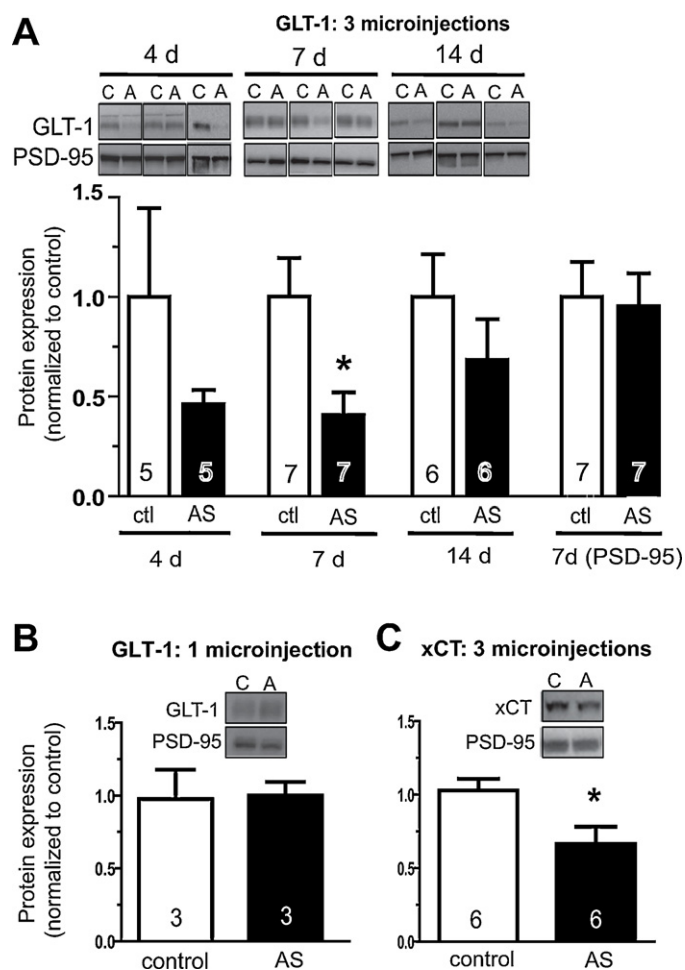 A
GLT-1: 3 microinjections
4 d 7 d 14 d
C A C A C A C A C A C A C A C A C A
GLT-1
PSD-95
Protein expression
(normalized to control)
1.5
1.0
0.5
0.0
*
5 5 7 7 6 6 7 7
ctl AS ctl AS ctl AS ctl AS
4 d 7 d 14 d 7d (PSD-95)
B
GLT-1: 1 microinjection
C A
GLT-1
PSD-95
Protein expression
(normalized to control)
1.5
1.0
0.5
0.0
3 3
control AS
C
xCT: 3 microinjections
C A
xCT
PSD-95
1.5
1.0
0.5
0.0
*
6 6
control AS